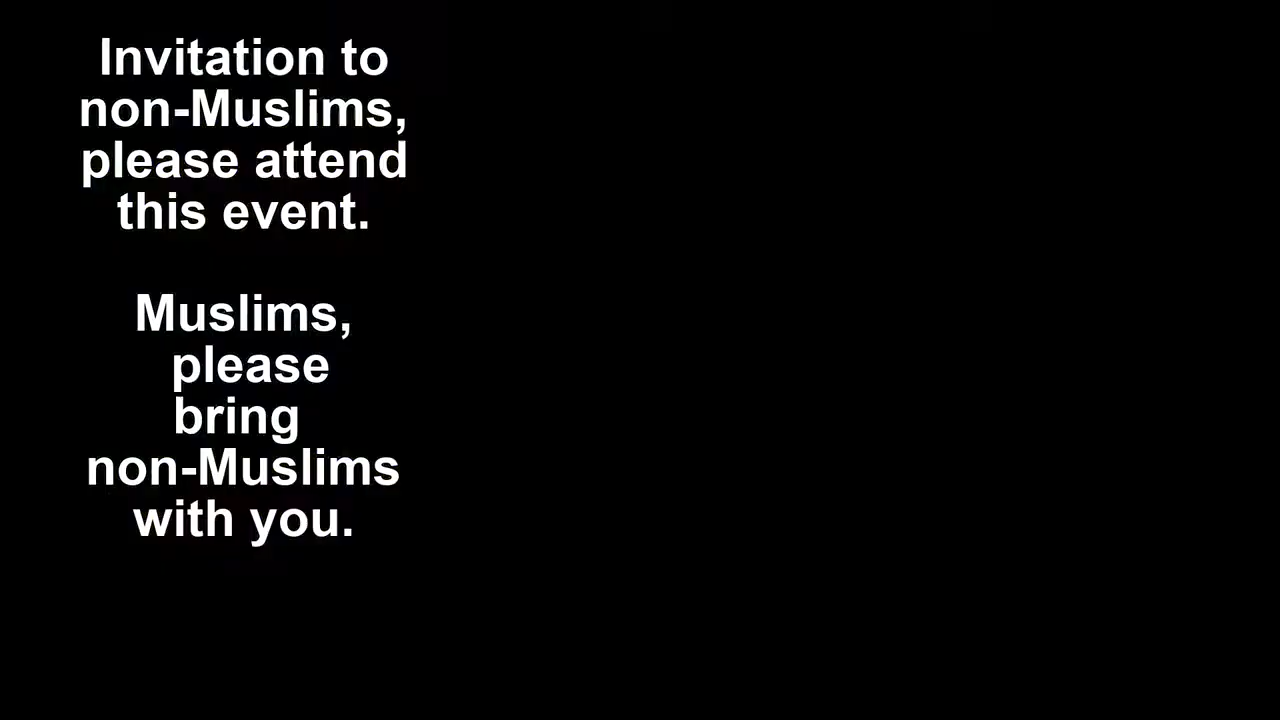 Invitation to
non-Muslims,
please attend
this event.
Muslims,
please
bring
non-Muslims
with you.